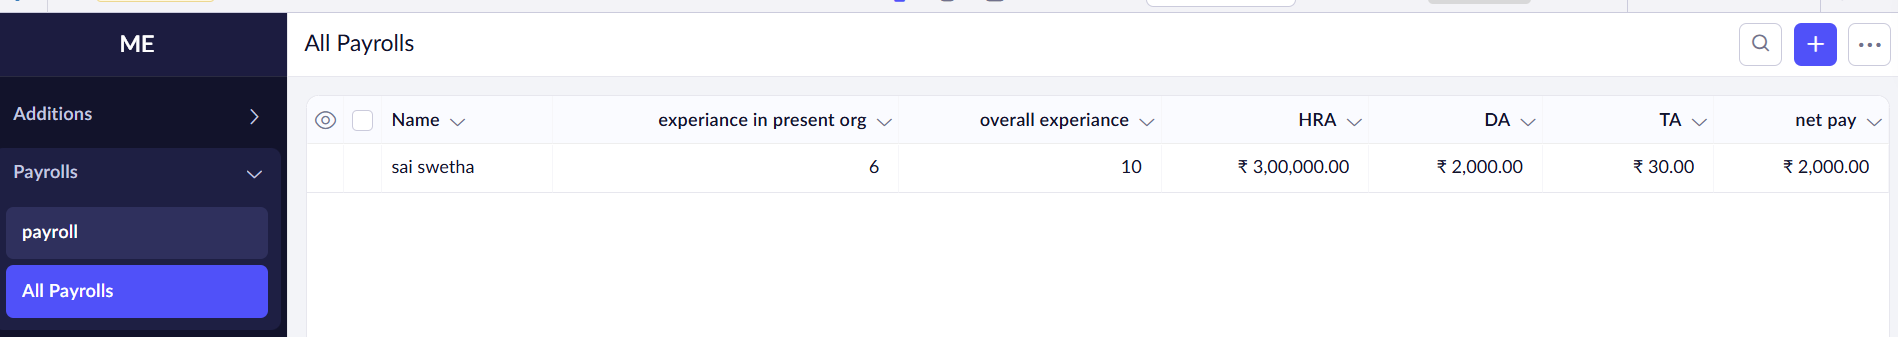 ME
All Payrolls
Additions
Payrolls
payroll
All Payrolls
Name experiance in present org overall experiance HRA DA TA net pay
sai swetha 6 10 ₹ 3,00,000.00 ₹ 2,000.00 ₹ 30.00 ₹ 2,000.00